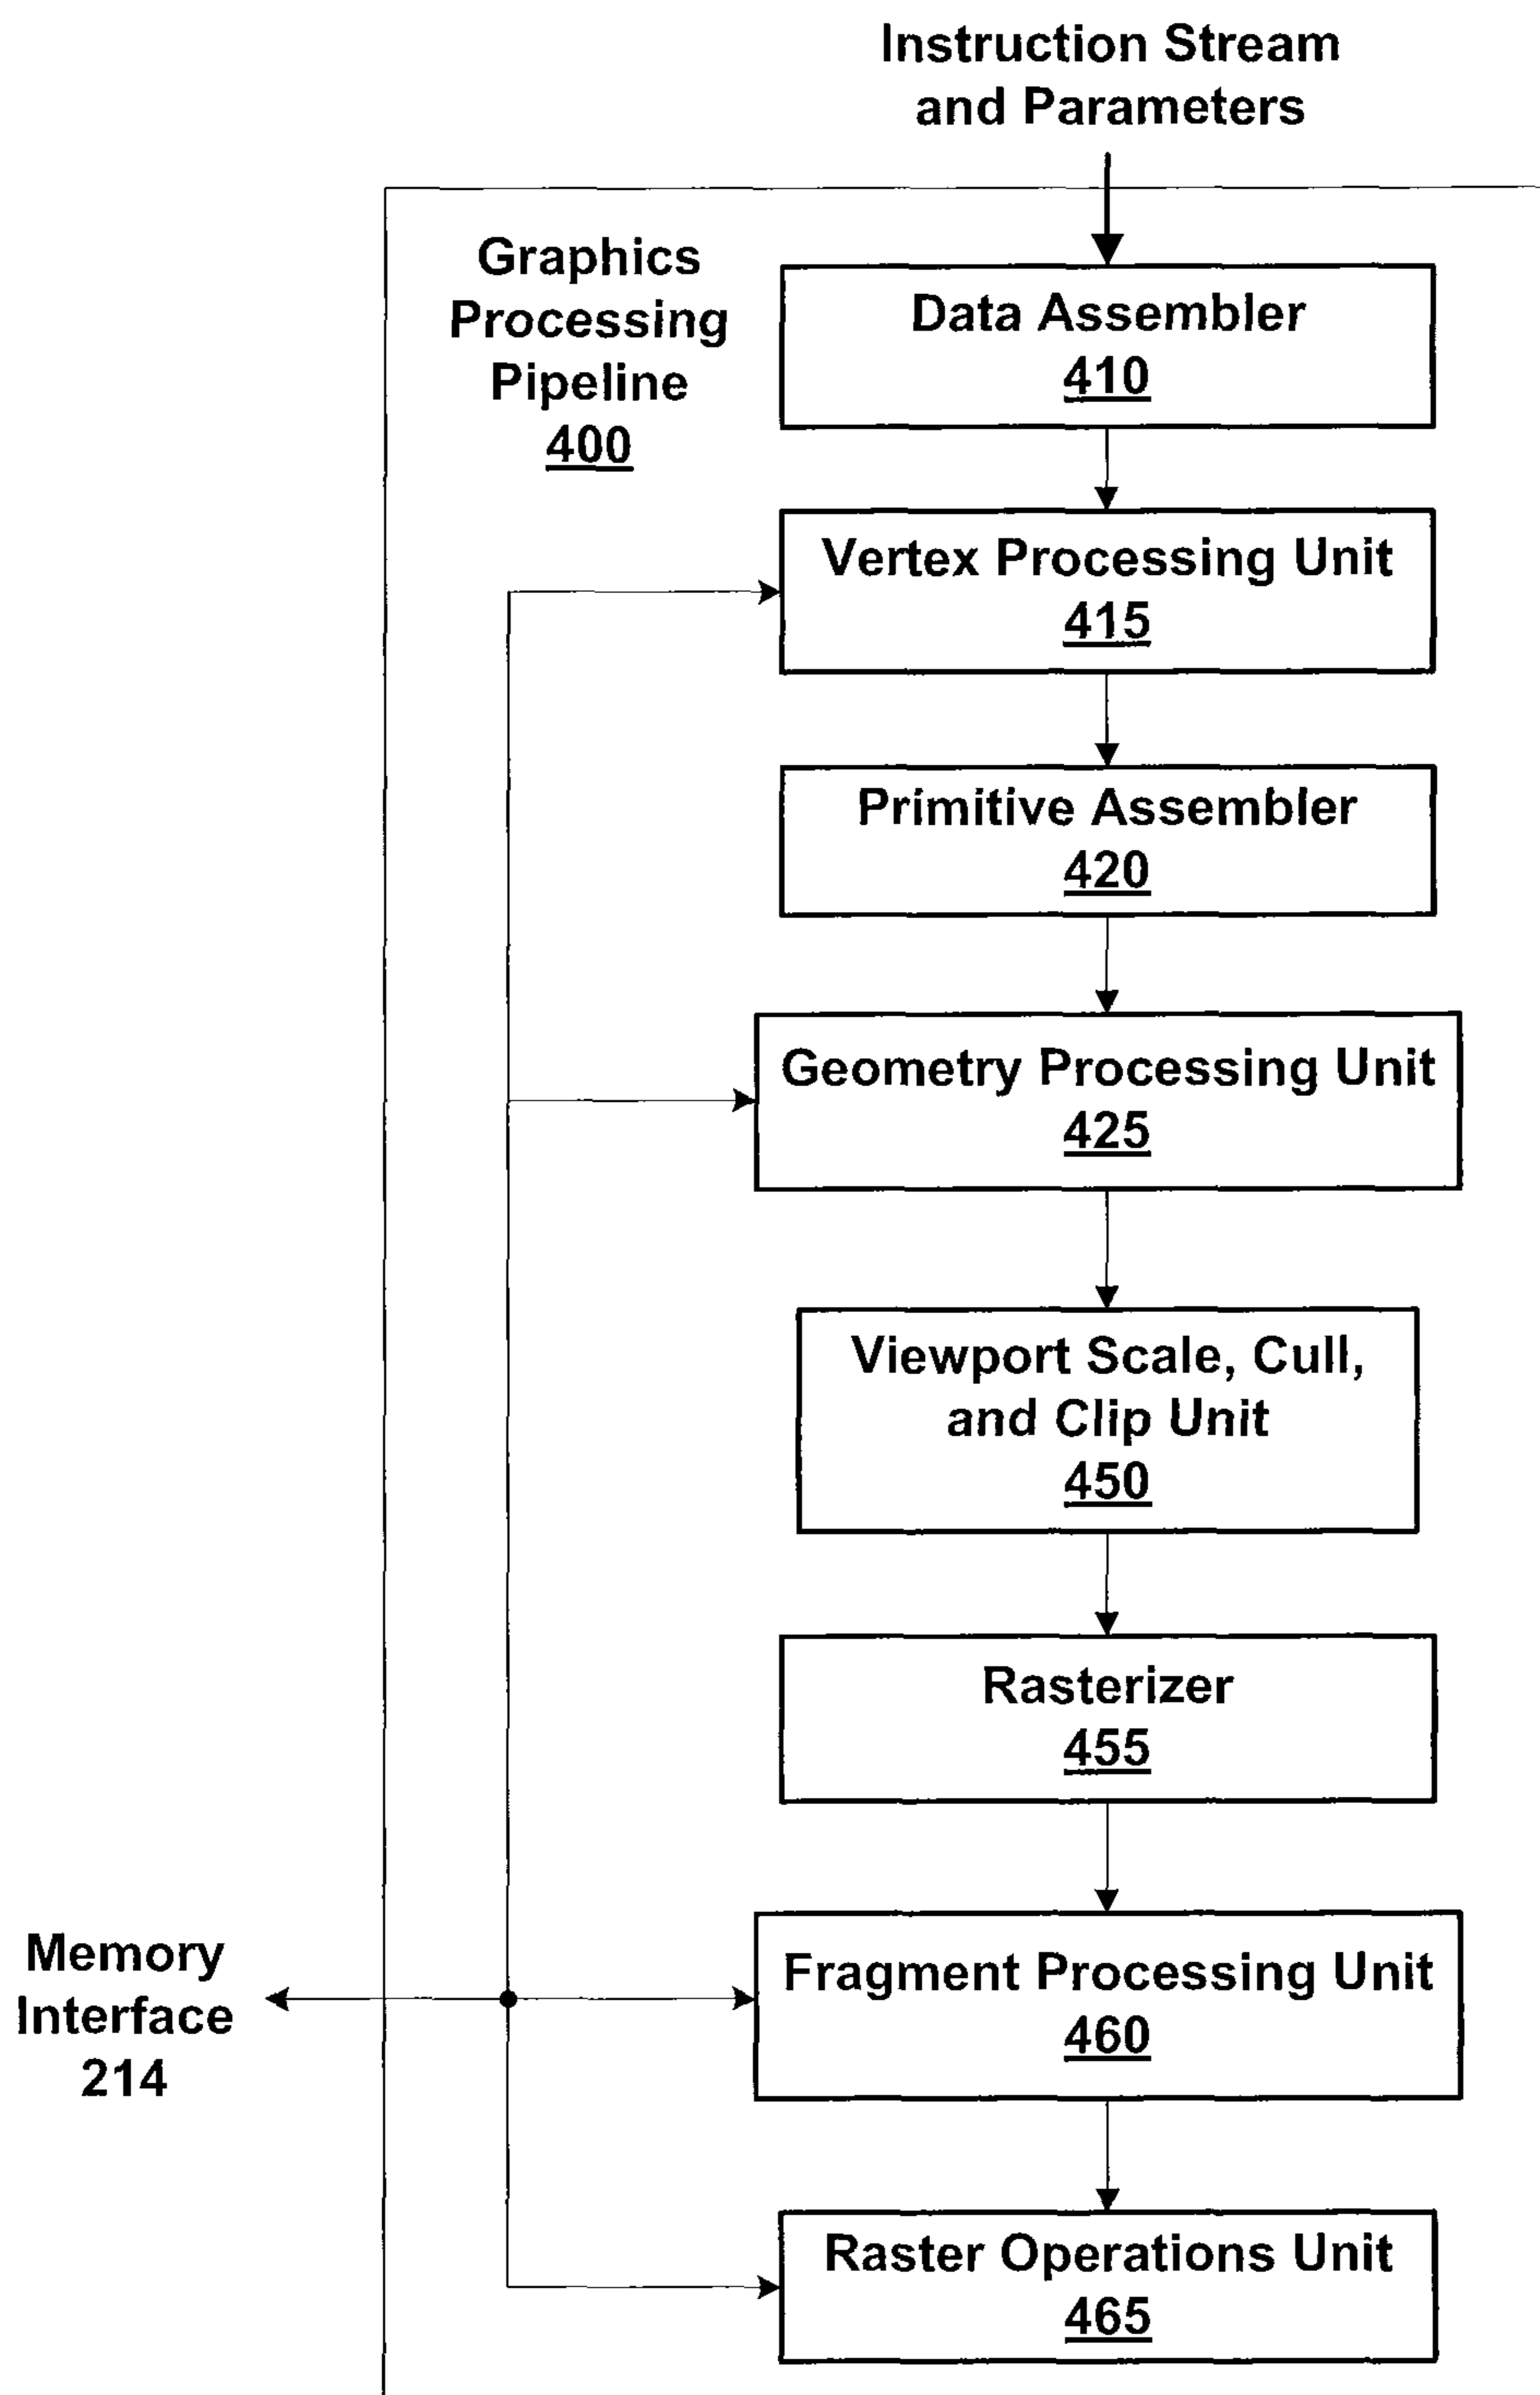 Instruction Stream
and Parameters
Graphics
Processing
Pipeline
400
Data Assembler
410
Vertex Processing Unit
415
Primitive Assembler
420
Geometry Processing Unit
425
Viewport Scale, Cull,
and Clip Unit
450
Rasterizer
455
Memory
Interface
214
Fragment Processing Unit
460
Raster Operations Unit
465